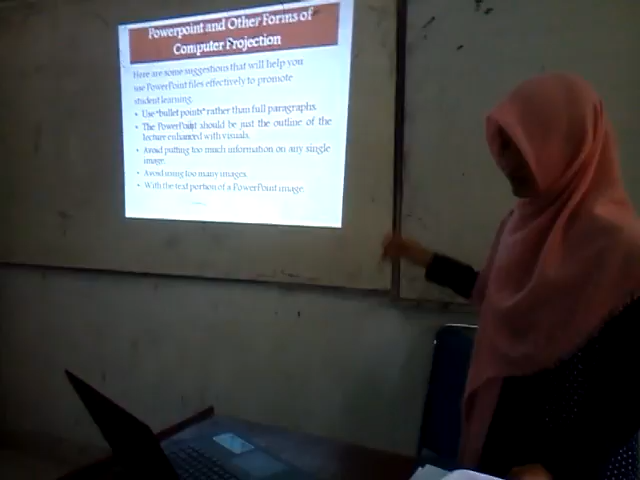 Powerpoint and Other Forms of
Computer Projection
Here are some suggestions that will help you
use PowerPoint files effectively to promote
student learning.
• Use "bullet points" rather than full paragraphs.
• The PowerPoint should be just the outline of the
lecture enhanced with visuals.
• Avoid putting too much information on any single
image.
• Avoid using too many images.
• With the text portion of a PowerPoint image